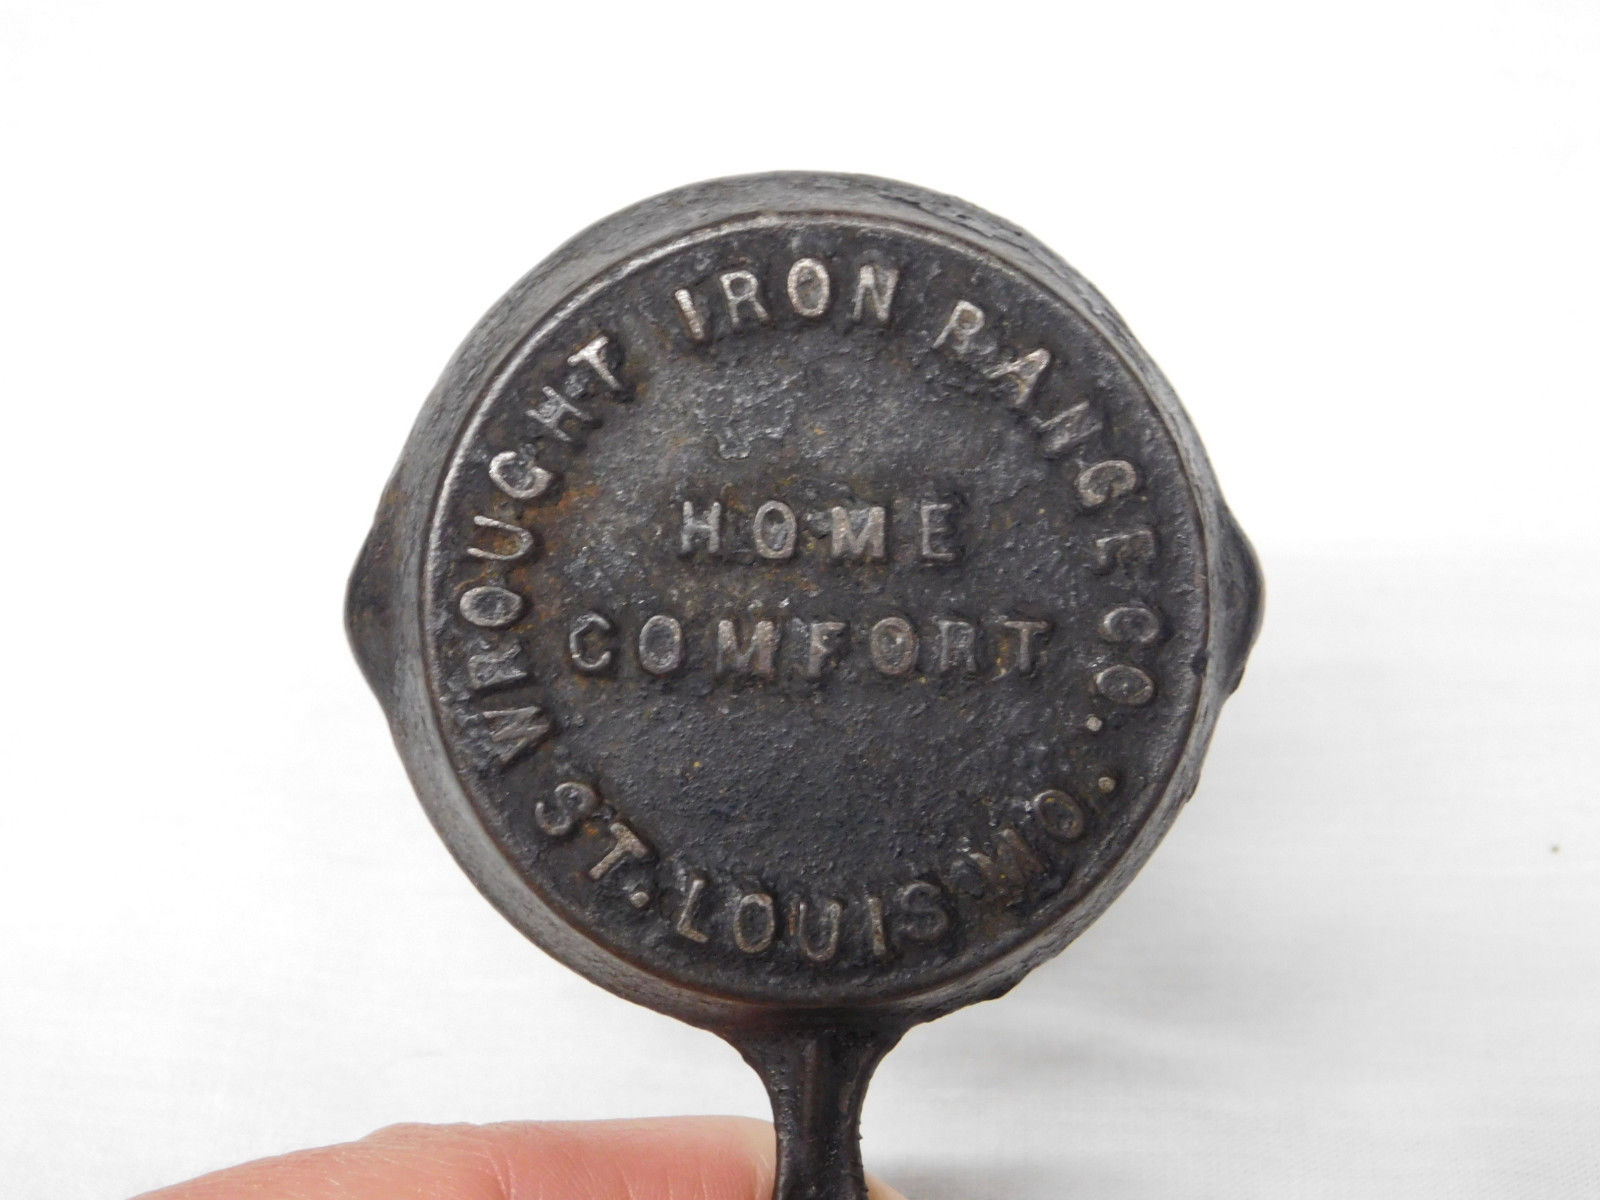 WROUGHT IRON RANGE CO.
HOME
COMFORT
ST. LOUIS MO.